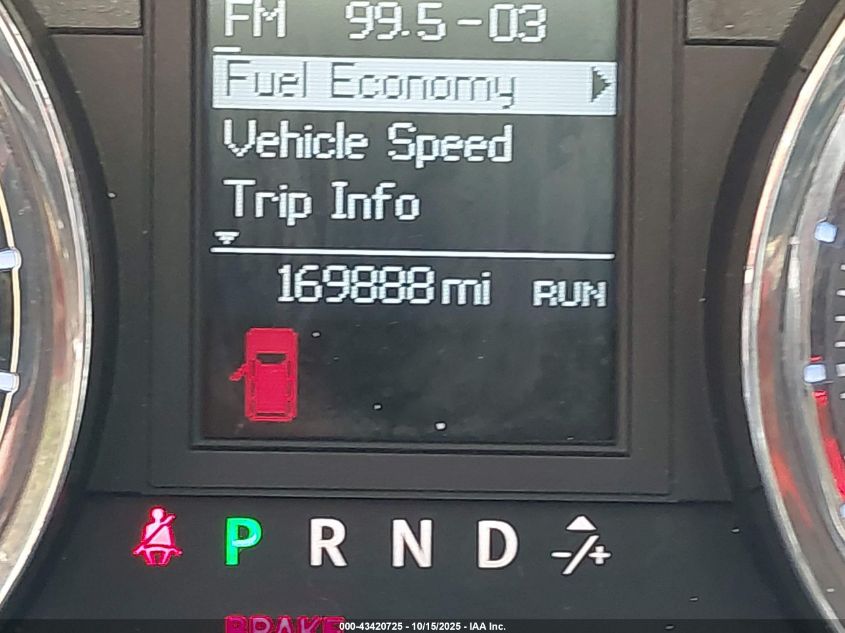 FM 99.5-03
Fuel Economy
Vehicle Speed
Trip Info
169888 mi RUN
P R N D -/+
BRAKE
000-43420725 - 10/15/2025 - IAA Inc.